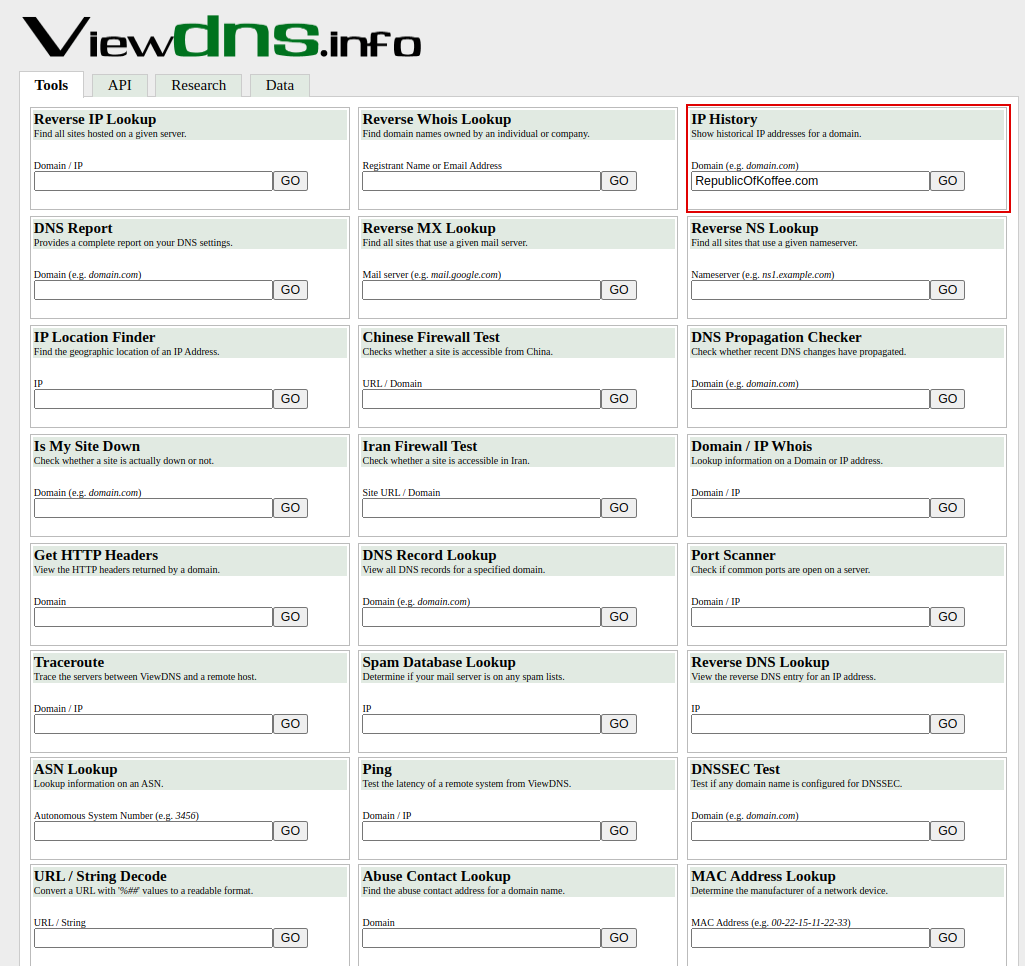 Viewdns.info
Tools API Research Data
Reverse IP Lookup
Find all sites hosted on a given server.
Domain / IP
GO
Reverse Whois Lookup
Find domain names owned by an individual or company.
Registrant Name or Email Address
GO
IP History
Show historical IP addresses for a domain.
Domain (e.g. domain.com)
RepublicOfKoffee.com GO
DNS Report
Provides a complete report on your DNS settings.
Domain (e.g. domain.com)
GO
Reverse MX Lookup
Find all sites that use a given mail server.
Mail server (e.g. mail.google.com)
GO
Reverse NS Lookup
Find all sites that use a given nameserver.
Nameserver (e.g. ns1.example.com)
GO
IP Location Finder
Find the geographic location of an IP Address.
IP
GO
Chinese Firewall Test
Checks whether a site is accessible from China.
URL / Domain
GO
DNS Propagation Checker
Check whether recent DNS changes have propagated.
Domain (e.g. domain.com)
GO
Is My Site Down
Check whether a site is actually down or not.
Domain (e.g. domain.com)
GO
Iran Firewall Test
Check whether a site is accessible in Iran.
Site URL / Domain
GO
Domain / IP Whois
Lookup information on a Domain or IP address.
Domain / IP
GO
Get HTTP Headers
View the HTTP headers returned by a domain.
Domain
GO
DNS Record Lookup
View all DNS records for a specified domain.
Domain (e.g. domain.com)
GO
Port Scanner
Check if common ports are open on a server.
Domain / IP
GO
Traceroute
Trace the servers between ViewDNS and a remote host.
Domain / IP
GO
Spam Database Lookup
Determine if your mail server is on any spam lists.
IP
GO
Reverse DNS Lookup
View the reverse DNS entry for an IP address.
IP
GO
ASN Lookup
Lookup information on an ASN.
Autonomous System Number (e.g. 3456)
GO
Ping
Test the latency of a remote system from ViewDNS.
Domain / IP
GO
DNSSEC Test
Test if any domain name is configured for DNSSEC.
Domain (e.g. domain.com)
GO
URL / String Decode
Convert a URL with '%##' values to a readable format.
URL / String
GO
Abuse Contact Lookup
Find the abuse contact address for a domain name.
Domain
GO
MAC Address Lookup
Determine the manufacturer of a network device.
MAC Address (e.g. 00-22-15-11-22-33)
GO